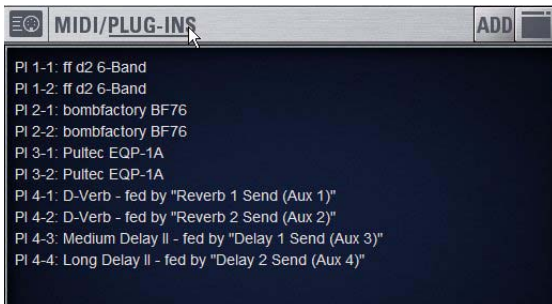 MIDI/PLUG-INS
ADD
PI 1-1: ff d2 6-Band
PI 1-2: ff d2 6-Band
PI 2-1: bombfactory BF76
PI 2-2: bombfactory BF76
PI 3-1: Pultec EQP-1A
PI 3-2: Pultec EQP-1A
PI 4-1: D-Verb - fed by "Reverb 1 Send (Aux 1)"
PI 4-2: D-Verb - fed by "Reverb 2 Send (Aux 2)"
PI 4-3: Medium Delay II - fed by "Delay 1 Send (Aux 3)"
PI 4-4: Long Delay II - fed by "Delay 2 Send (Aux 4)"